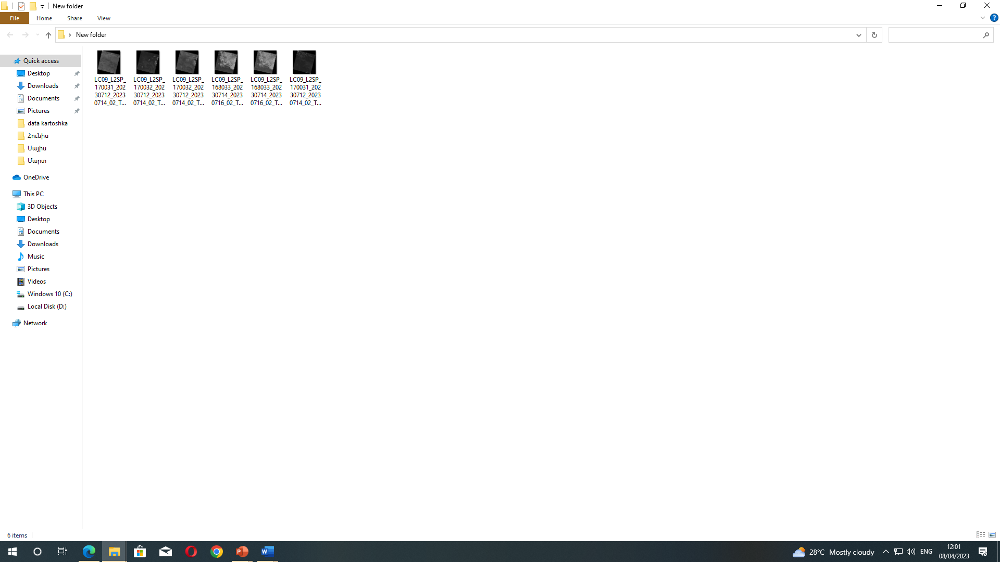 New folder
File Home Share View
New folder
Quick access
Desktop
Downloads
Documents
Pictures
data kartoshka
Հունիս
Մայիս
Մարտ
OneDrive
This PC
3D Objects
Desktop
Documents
Downloads
Music
Pictures
Videos
Windows 10 (C:)
Local Disk (D:)
Network
LC09_L2SP_
170031_202
30712_2023
0714_02_T...
LC09_L2SP_
170032_202
30712_2023
0714_02_T...
LC09_L2SP_
170032_202
30712_2023
0714_02_T...
LC09_L2SP_
168033_202
30714_2023
0716_02_T...
LC09_L2SP_
168033_202
30714_2023
0716_02_T...
LC09_L2SP_
170031_202
30712_2023
0714_02_T...
6 items
28°C Mostly cloudy
ENG
12:01
08/04/2023